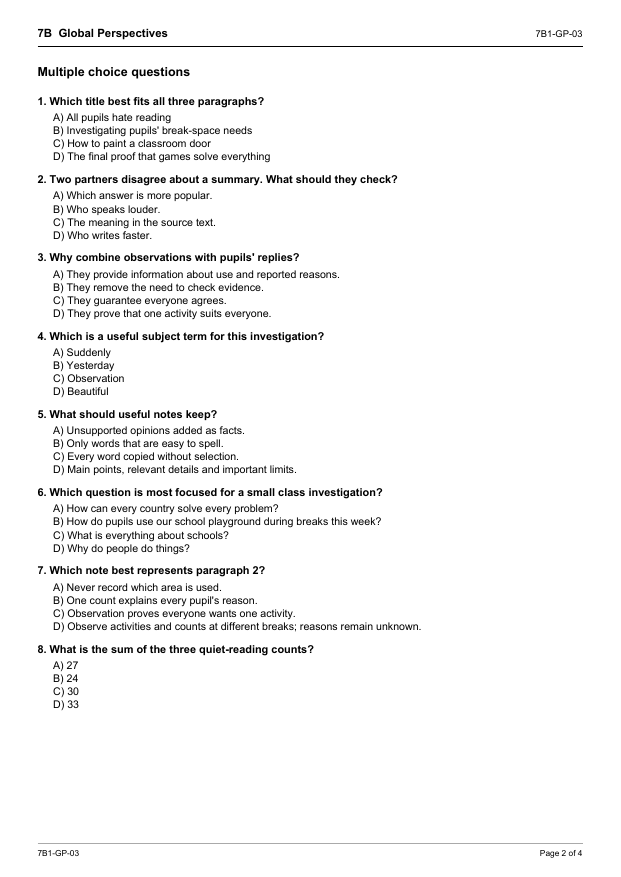 7B Global Perspectives
7B1-GP-03
Multiple choice questions
1. Which title best fits all three paragraphs?
A) All pupils hate reading
B) Investigating pupils' break-space needs
C) How to paint a classroom door
D) The final proof that games solve everything
2. Two partners disagree about a summary. What should they check?
A) Which answer is more popular.
B) Who speaks louder.
C) The meaning in the source text.
D) Who writes faster.
3. Why combine observations with pupils' replies?
A) They provide information about use and reported reasons.
B) They remove the need to check evidence.
C) They guarantee everyone agrees.
D) They prove that one activity suits everyone.
4. Which is a useful subject term for this investigation?
A) Suddenly
B) Yesterday
C) Observation
D) Beautiful
5. What should useful notes keep?
A) Unsupported opinions added as facts.
B) Only words that are easy to spell.
C) Every word copied without selection.
D) Main points, relevant details and important limits.
6. Which question is most focused for a small class investigation?
A) How can every country solve every problem?
B) How do pupils use our school playground during breaks this week?
C) What is everything about schools?
D) Why do people do things?
7. Which note best represents paragraph 2?
A) Never record which area is used.
B) One count explains every pupil's reason.
C) Observation proves everyone wants one activity.
D) Observe activities and counts at different breaks; reasons remain unknown.
8. What is the sum of the three quiet-reading counts?
A) 27
B) 24
C) 30
D) 33
7B1-GP-03
Page 2 of 4